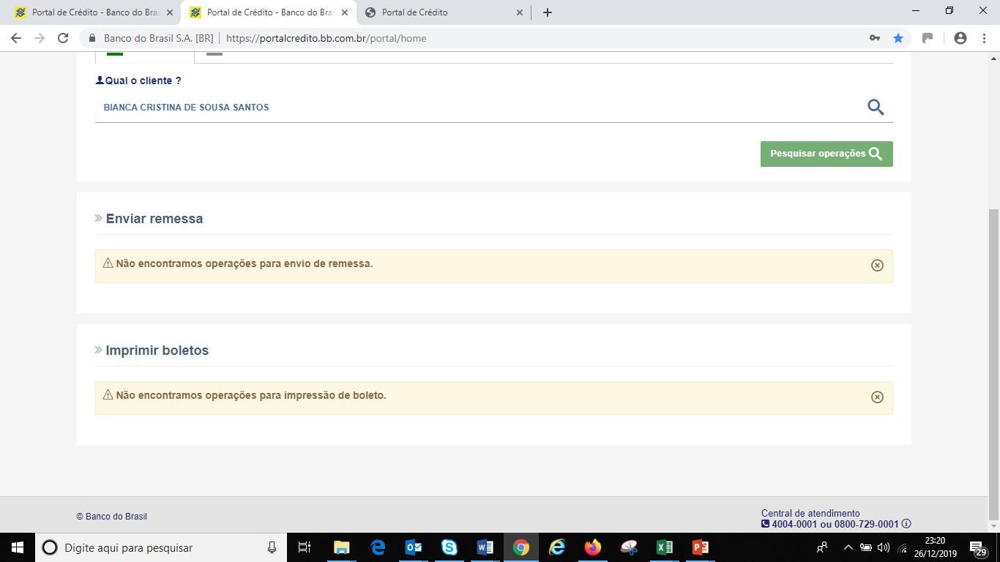 Portal de Crédito - Banco do Bras
Portal de Crédito - Banco do Bras
Portal de Crédito
Banco do Brasil S.A. [BR]
https://portalcredito.bb.com.br/portal/home
Qual o cliente ?
BIANCA CRISTINA DE SOUSA SANTOS
Pesquisar operações
Enviar remessa
Não encontramos operações para envio de remessa.
Imprimir boletos
Não encontramos operações para impressão de boleto.
© Banco do Brasil
Central de atendimento
4004-0001 ou 0800-729-0001
Digite aqui para pesquisar
23:20
26/12/2019
29